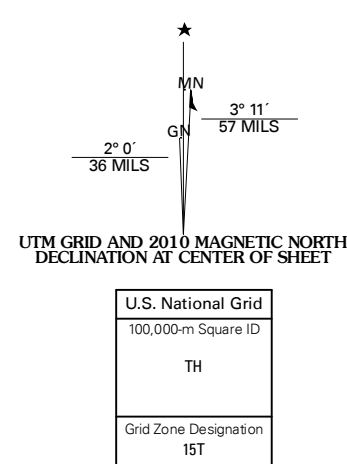 MN
GN
3° 11´
57 MILS
2° 0´
36 MILS
UTM GRID AND 2010 MAGNETIC NORTH
DECLINATION AT CENTER OF SHEET
U.S. National Grid
100,000-m Square ID
TH
Grid Zone Designation
15T